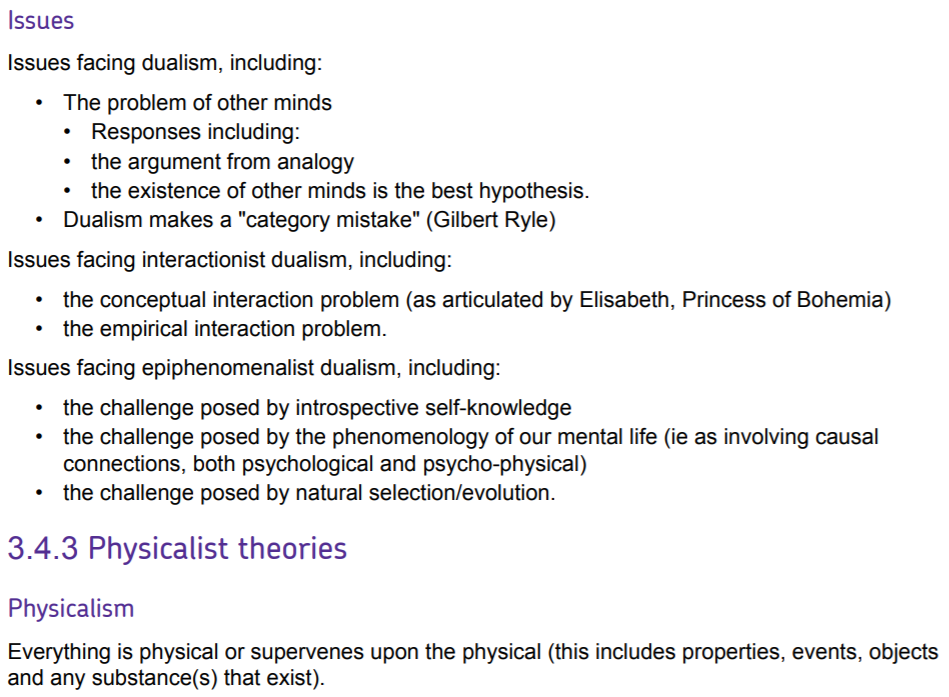 Issues
Issues facing dualism, including:
• The problem of other minds
• Responses including:
• the argument from analogy
• the existence of other minds is the best hypothesis.
• Dualism makes a "category mistake" (Gilbert Ryle)
Issues facing interactionist dualism, including:
• the conceptual interaction problem (as articulated by Elisabeth, Princess of Bohemia)
• the empirical interaction problem.
Issues facing epiphenomenalist dualism, including:
• the challenge posed by introspective self-knowledge
• the challenge posed by the phenomenology of our mental life (ie as involving causal
connections, both psychological and psycho-physical)
• the challenge posed by natural selection/evolution.
3.4.3 Physicalist theories
Physicalism
Everything is physical or supervenes upon the physical (this includes properties, events, objects
and any substance(s) that exist).